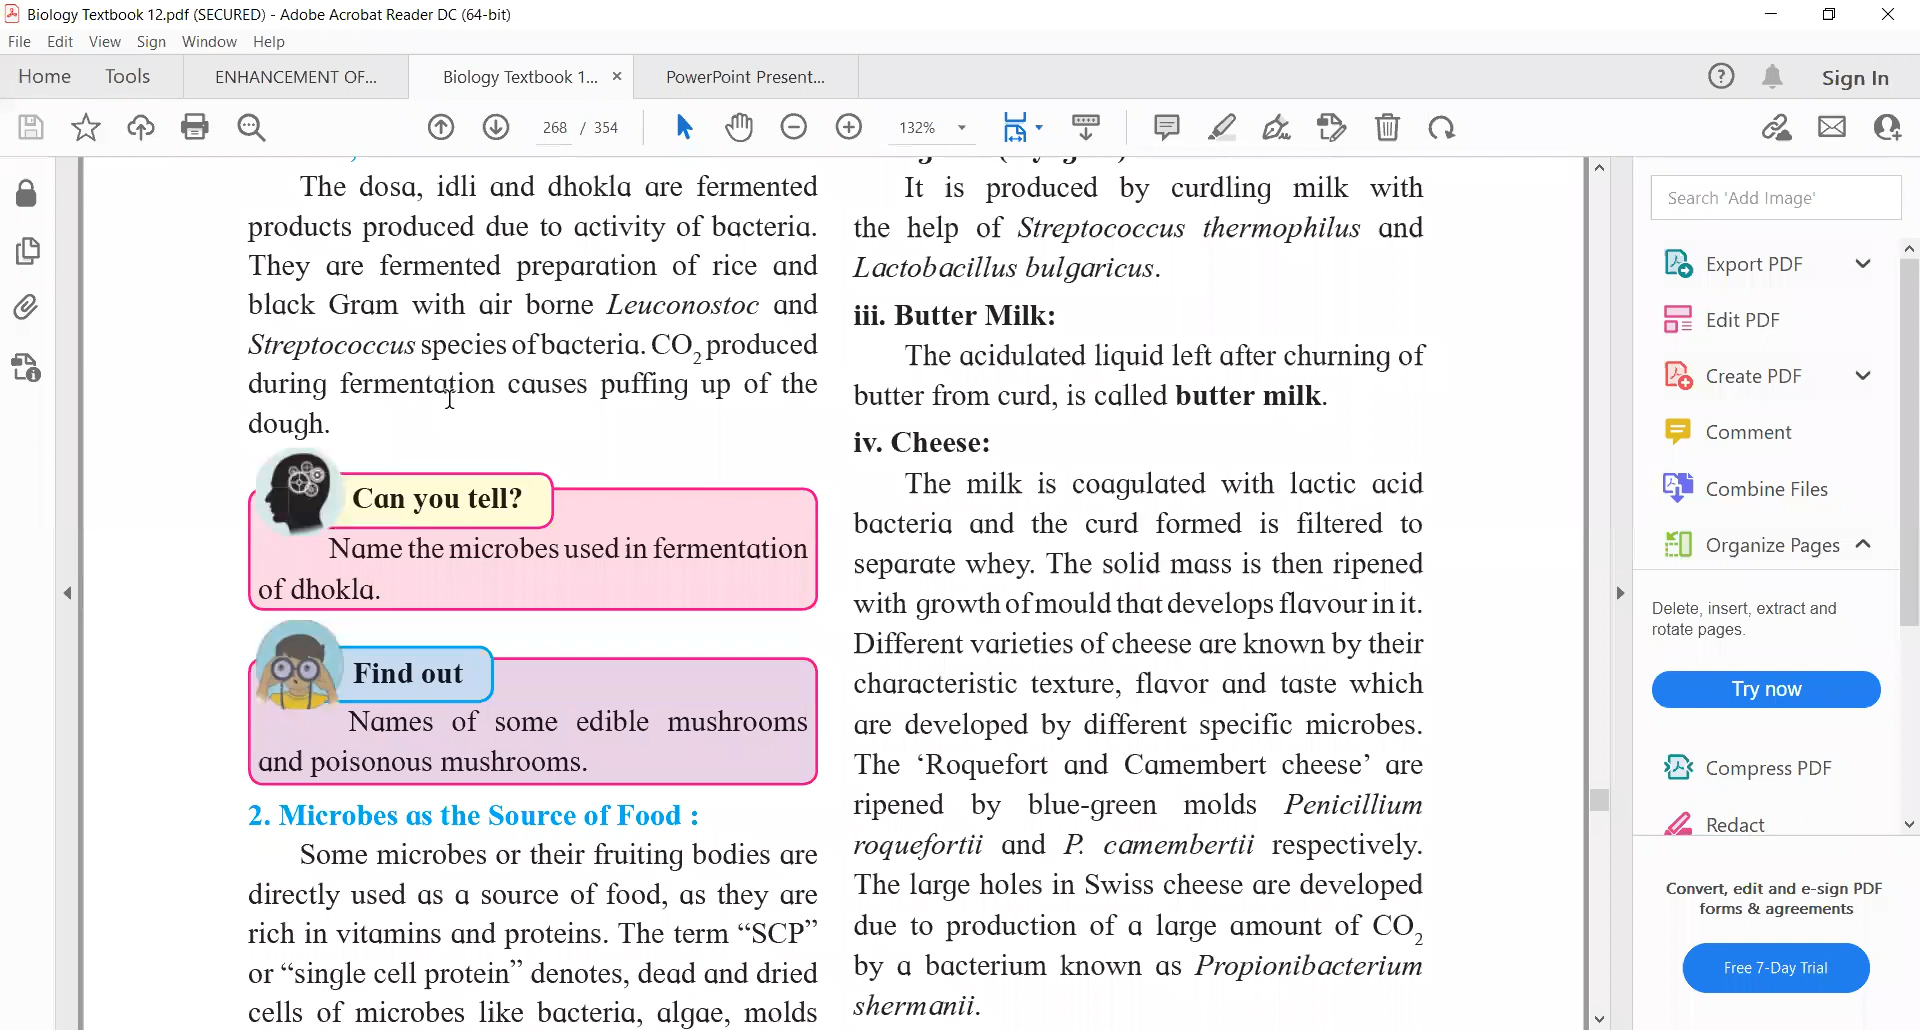 Biology Textbook 12.pdf (SECURED) - Adobe Acrobat Reader DC (64-bit)
File Edit View Sign Window Help
Home Tools ENHANCEMENT OF... Biology Textbook 1... × PowerPoint Present... Sign In
268 / 354 132%
The dosa, idli and dhokla are fermented
products produced due to activity of bacteria.
They are fermented preparation of rice and
black Gram with air borne Leuconostoc and
Streptococcus species of bacteria. CO2 produced
during fermentation causes puffing up of the
dough.
Can you tell?
Name the microbes used in fermentation
of dhokla.
Find out
Names of some edible mushrooms
and poisonous mushrooms.
2. Microbes as the Source of Food :
Some microbes or their fruiting bodies are
directly used as a source of food, as they are
rich in vitamins and proteins. The term “SCP”
or “single cell protein” denotes, dead and dried
cells of microbes like bacteria, algae, molds
It is produced by curdling milk with
the help of Streptococcus thermophilus and
Lactobacillus bulgaricus.
iii. Butter Milk:
The acidulated liquid left after churning of
butter from curd, is called butter milk.
iv. Cheese:
The milk is coagulated with lactic acid
bacteria and the curd formed is filtered to
separate whey. The solid mass is then ripened
with growth of mould that develops flavour in it.
Different varieties of cheese are known by their
characteristic texture, flavor and taste which
are developed by different specific microbes.
The ‘Roquefort and Camembert cheese’ are
ripened by blue-green molds Penicillium
roquefortii and P. camembertii respectively.
The large holes in Swiss cheese are developed
due to production of a large amount of CO2
by a bacterium known as Propionibacterium
shermanii.
Search 'Add Image'
Export PDF
Edit PDF
Create PDF
Comment
Combine Files
Organize Pages
Delete, insert, extract and
rotate pages.
Try now
Compress PDF
Redact
Convert, edit and e-sign PDF
forms & agreements
Free 7-Day Trial